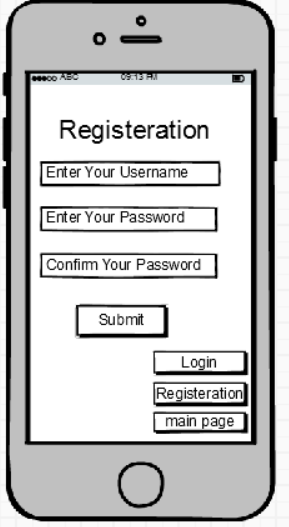 ABC 09:13 PM
Registeration
Enter Your Username
Enter Your Password
Confirm Your Password
Submit
Login
Registeration
main page